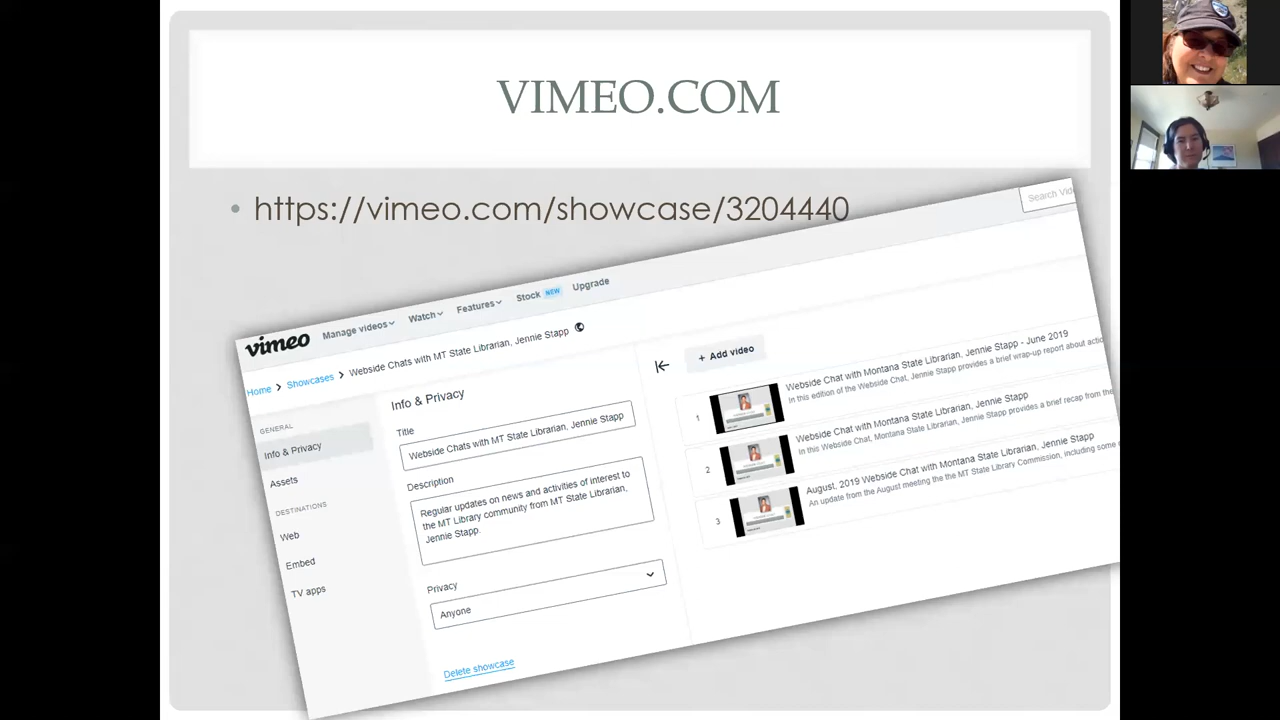 VIMEO.COM
• https://vimeo.com/showcase/3204440
Search Vide
vimeo Manage videos Watch Features Stock NEW Upgrade
Home > Showcases > Webside Chats with MT State Librarian, Jennie Stapp
GENERAL
Info & Privacy
Assets
DESTINATIONS
Web
Embed
TV apps
Info & Privacy
Title
Webside Chats with MT State Librarian, Jennie Stapp
Description
Regular updates on news and activities of interest to
the MT Library community from MT State Librarian,
Jennie Stapp.
Privacy
Anyone
Delete showcase
+ Add video
1
Webside Chat with Montana State Librarian, Jennie Stapp - June 2019
In this edition of the Webside Chat, Jennie Stapp provides a brief wrap-up report about actio
2
Webside Chat with Montana State Librarian, Jennie Stapp
In this Webside Chat, Montana State Librarian, Jennie Stapp provides a brief recap from the
3
August, 2019 Webside Chat with Montana State Librarian, Jennie Stapp
An update from the August meeting the the MT State Library Commission, including some